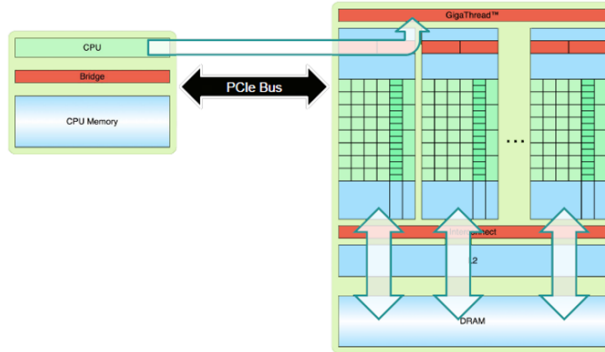 GigaThread™
CPU
Bridge
PCIe Bus
CPU Memory
...
L2
DRAM